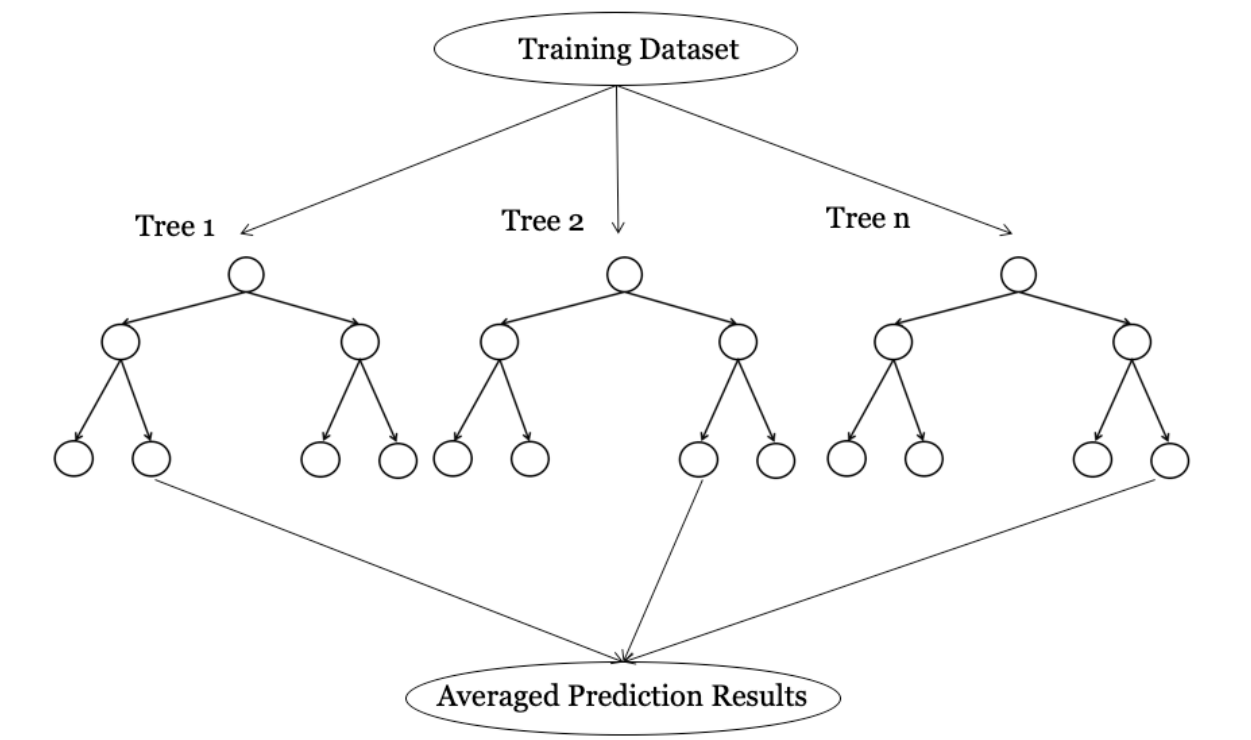 Training Dataset
Tree 1
Tree 2
Tree n
Averaged Prediction Results